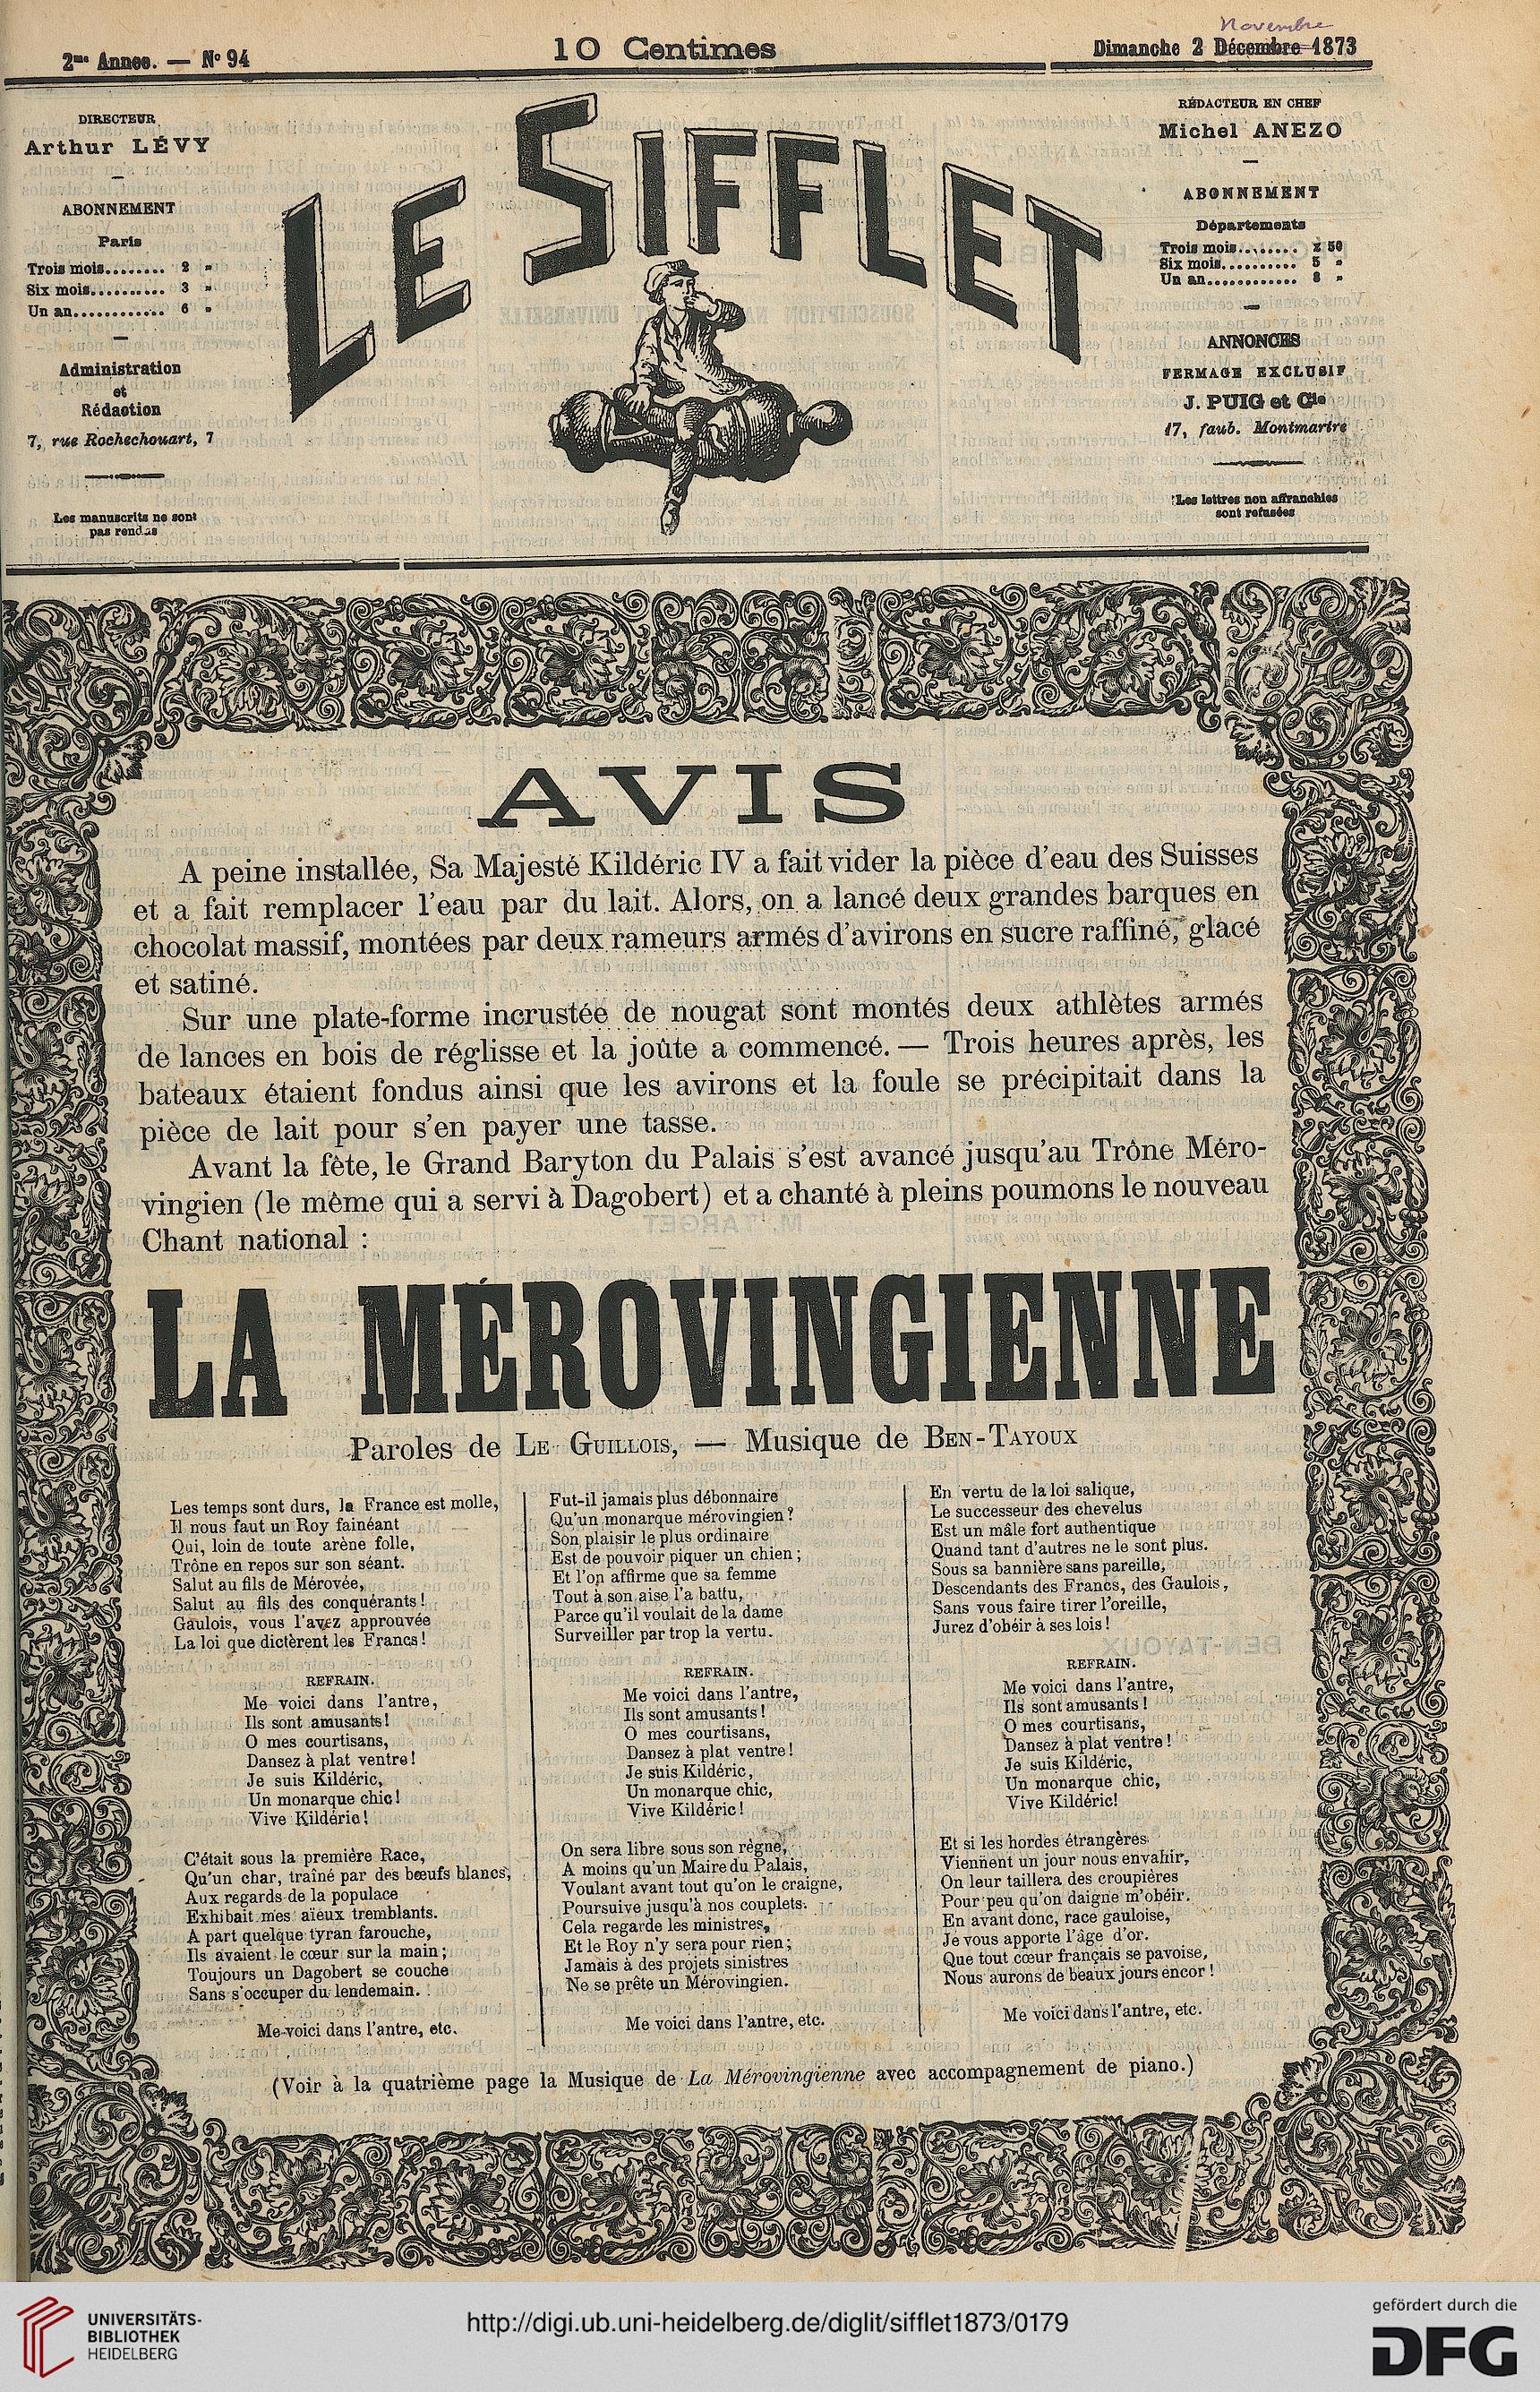 Novembre
2me Année. — No 94
10 Centimes
Dimanche 2 Décembre 1873
DIRECTEUR
Arthur LÉVY
ABONNEMENT
Paris
Trois mois......... 2 »
Six mois........... 3 »
Un an............. 6 »
Administration
et
Rédaction
7, rue Rochechouart, 7
Les manuscrits ne sont
pas rendus
LE SIFFLET
RÉDACTEUR EN CHEF
Michel ANEZO
ABONNEMENT
Départements
Trois mois......... 2 50
Six mois........... 5 »
Un an............. 8 »
ANNONCES
FERMAGE EXCLUSIF
J. PUIG et Cie
17, faub. Montmartre
Les lettres non affranchies
sont refusées
AVIS
A peine installée, Sa Majesté Kildéric IV a fait vider la pièce d'eau des Suisses
et a fait remplacer l'eau par du lait. Alors, on a lancé deux grandes barques en
chocolat massif, montées par deux rameurs armés d'avirons en sucre raffiné, glacé
et satiné.
Sur une plate-forme incrustée de nougat sont montés deux athlètes armés
de lances en bois de réglisse et la joûte a commencé. — Trois heures après, les
bateaux étaient fondus ainsi que les avirons et la foule se précipitait dans la
pièce de lait pour s'en payer une tasse.
Avant la fête, le Grand Baryton du Palais s'est avancé jusqu'au Trône Méro-
vingien (le même qui a servi à Dagobert) et a chanté à pleins poumons le nouveau
Chant national :
LA MÉROVINGIENNE
Paroles de LE GUILLOIS, — Musique de BEN-TAYOUX
Les temps sont durs, la France est molle,
Il nous faut un Roy fainéant
Qui, loin de toute arène folle,
Trône en repos sur son séant.
Salut au fils de Mérovée,
Salut au fils des conquérants !
Gaulois, vous l'avez approuvée
La loi que dictèrent les Francs !
REFRAIN.
Me voici dans l'antre,
Ils sont amusants !
O mes courtisans,
Dansez à plat ventre !
Je suis Kildéric,
Un monarque chic !
Vive Kildéric !
C'était sous la première Race,
Qu'un char, traîné par des bœufs blancs,
Aux regards de la populace
Exhibait mes aïeux tremblants.
A part quelque tyran farouche,
Ils avaient le cœur sur la main ;
Toujours un Dagobert se couche
Sans s'occuper du lendemain.
Me voici dans l'antre, etc.
Fut-il jamais plus débonnaire
Qu'un monarque mérovingien ?
Son plaisir le plus ordinaire
Est de pouvoir piquer un chien ;
Et l'on affirme que sa femme
Tout à son aise l'a battu,
Parce qu'il voulait de la dame
Surveiller par trop la vertu.
REFRAIN.
Me voici dans l'antre,
Ils sont amusants !
O mes courtisans,
Dansez à plat ventre !
Je suis Kildéric,
Un monarque chic,
Vive Kildéric !
On sera libre sous son règne,
A moins qu'un Maire du Palais,
Voulant avant tout qu'on le craigne,
Poursuive jusqu'à nos couplets.
Cela regarde les ministres,
Et le Roy n'y sera pour rien ;
Jamais à des projets sinistres
Ne se prête un Mérovingien.
Me voici dans l'antre, etc.
En vertu de la loi salique,
Le successeur des chevelus
Est un mâle fort authentique
Quand tant d'autres ne le sont plus.
Sous sa bannière sans pareille,
Descendants des Francs, des Gaulois,
Sans vous faire tirer l'oreille,
Jurez d'obéir à ses lois !
REFRAIN.
Me voici dans l'antre,
Ils sont amusants !
O mes courtisans,
Dansez à plat ventre !
Je suis Kildéric,
Un monarque chic,
Vive Kildéric!
Et si les hordes étrangères
Viennent un jour nous envahir,
On leur taillera des croupières
Pour peu qu'on daigne m'obéir.
En avant donc, race gauloise,
Je vous apporte l'âge d'or.
Que tout cœur français se pavoise,
Nous aurons de beaux jours encor !
Me voici dans l'antre, etc.
(Voir à la quatrième page la Musique de La Mérovingienne avec accompagnement de piano.)
UNIVERSITÄTS-
BIBLIOTHEK
HEIDELBERG
http://digi.ub.uni-heidelberg.de/diglit/sifflet1873/0179
gefördert durch die
DFG